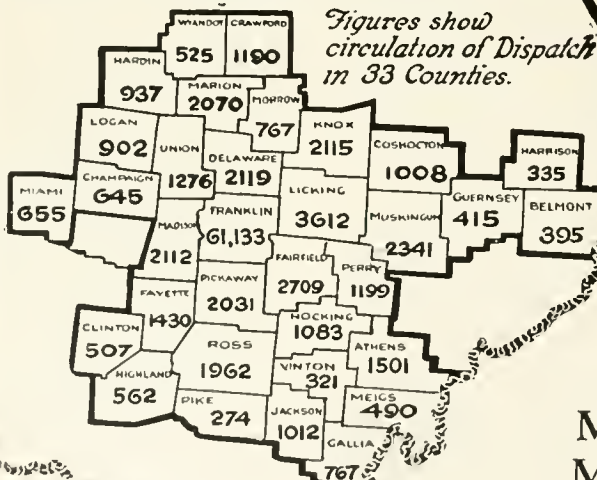 Figures show
circulation of Dispatch
in 33 Counties.
WYANDOT
525
CRAWFORD
1190
HARDIN
937
MARION
2070
MORROW
767
LOGAN
902
UNION
1276
DELAWARE
2119
KNOX
2115
COSHOCTON
1008
HARRISON
335
MIAMI
655
CHAMPAIGN
645
MADISON
2112
FRANKLIN
61,133
LICKING
3612
MUSKINGUM
2341
GUERNSEY
415
BELMONT
395
FAYETTE
1430
PICKAWAY
2031
FAIRFIELD
2709
PERRY
1199
CLINTON
507
HIGHLAND
562
ROSS
1962
HOCKING
1083
VINTON
321
ATHENS
1501
PIKE
274
JACKSON
1012
MEIGS
490
GALLIA
767
M
M